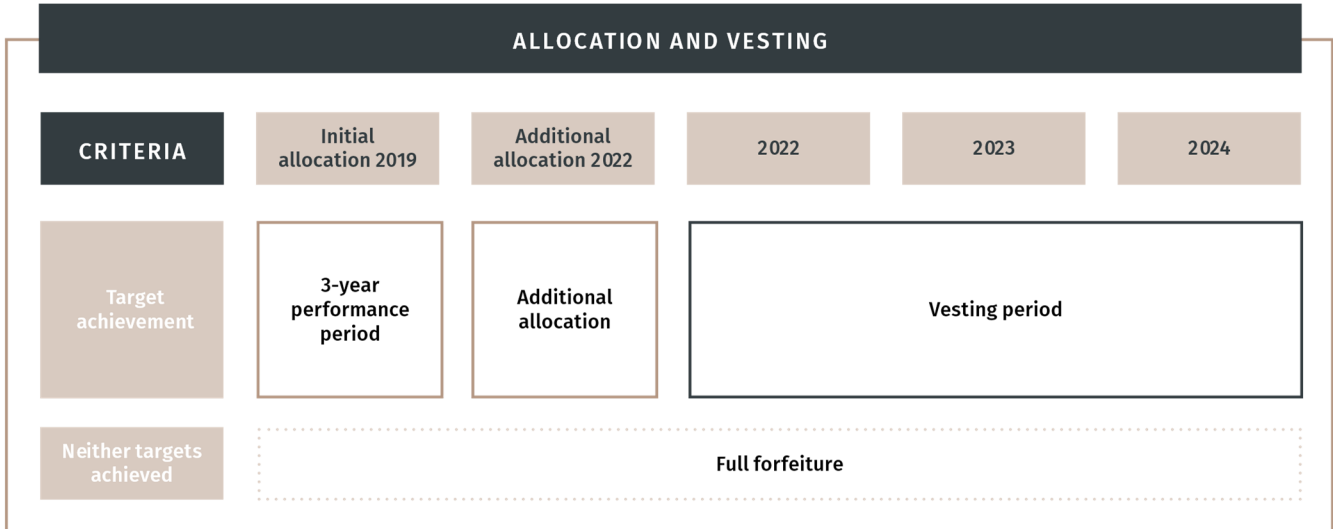 ALLOCATION AND VESTING
CRITERIA
Initial
allocation 2019
Additional
allocation 2022
2022
2023
2024
Target
achievement
3-year
performance
period
Additional
allocation
Vesting period
Neither targets
achieved
Full forfeiture